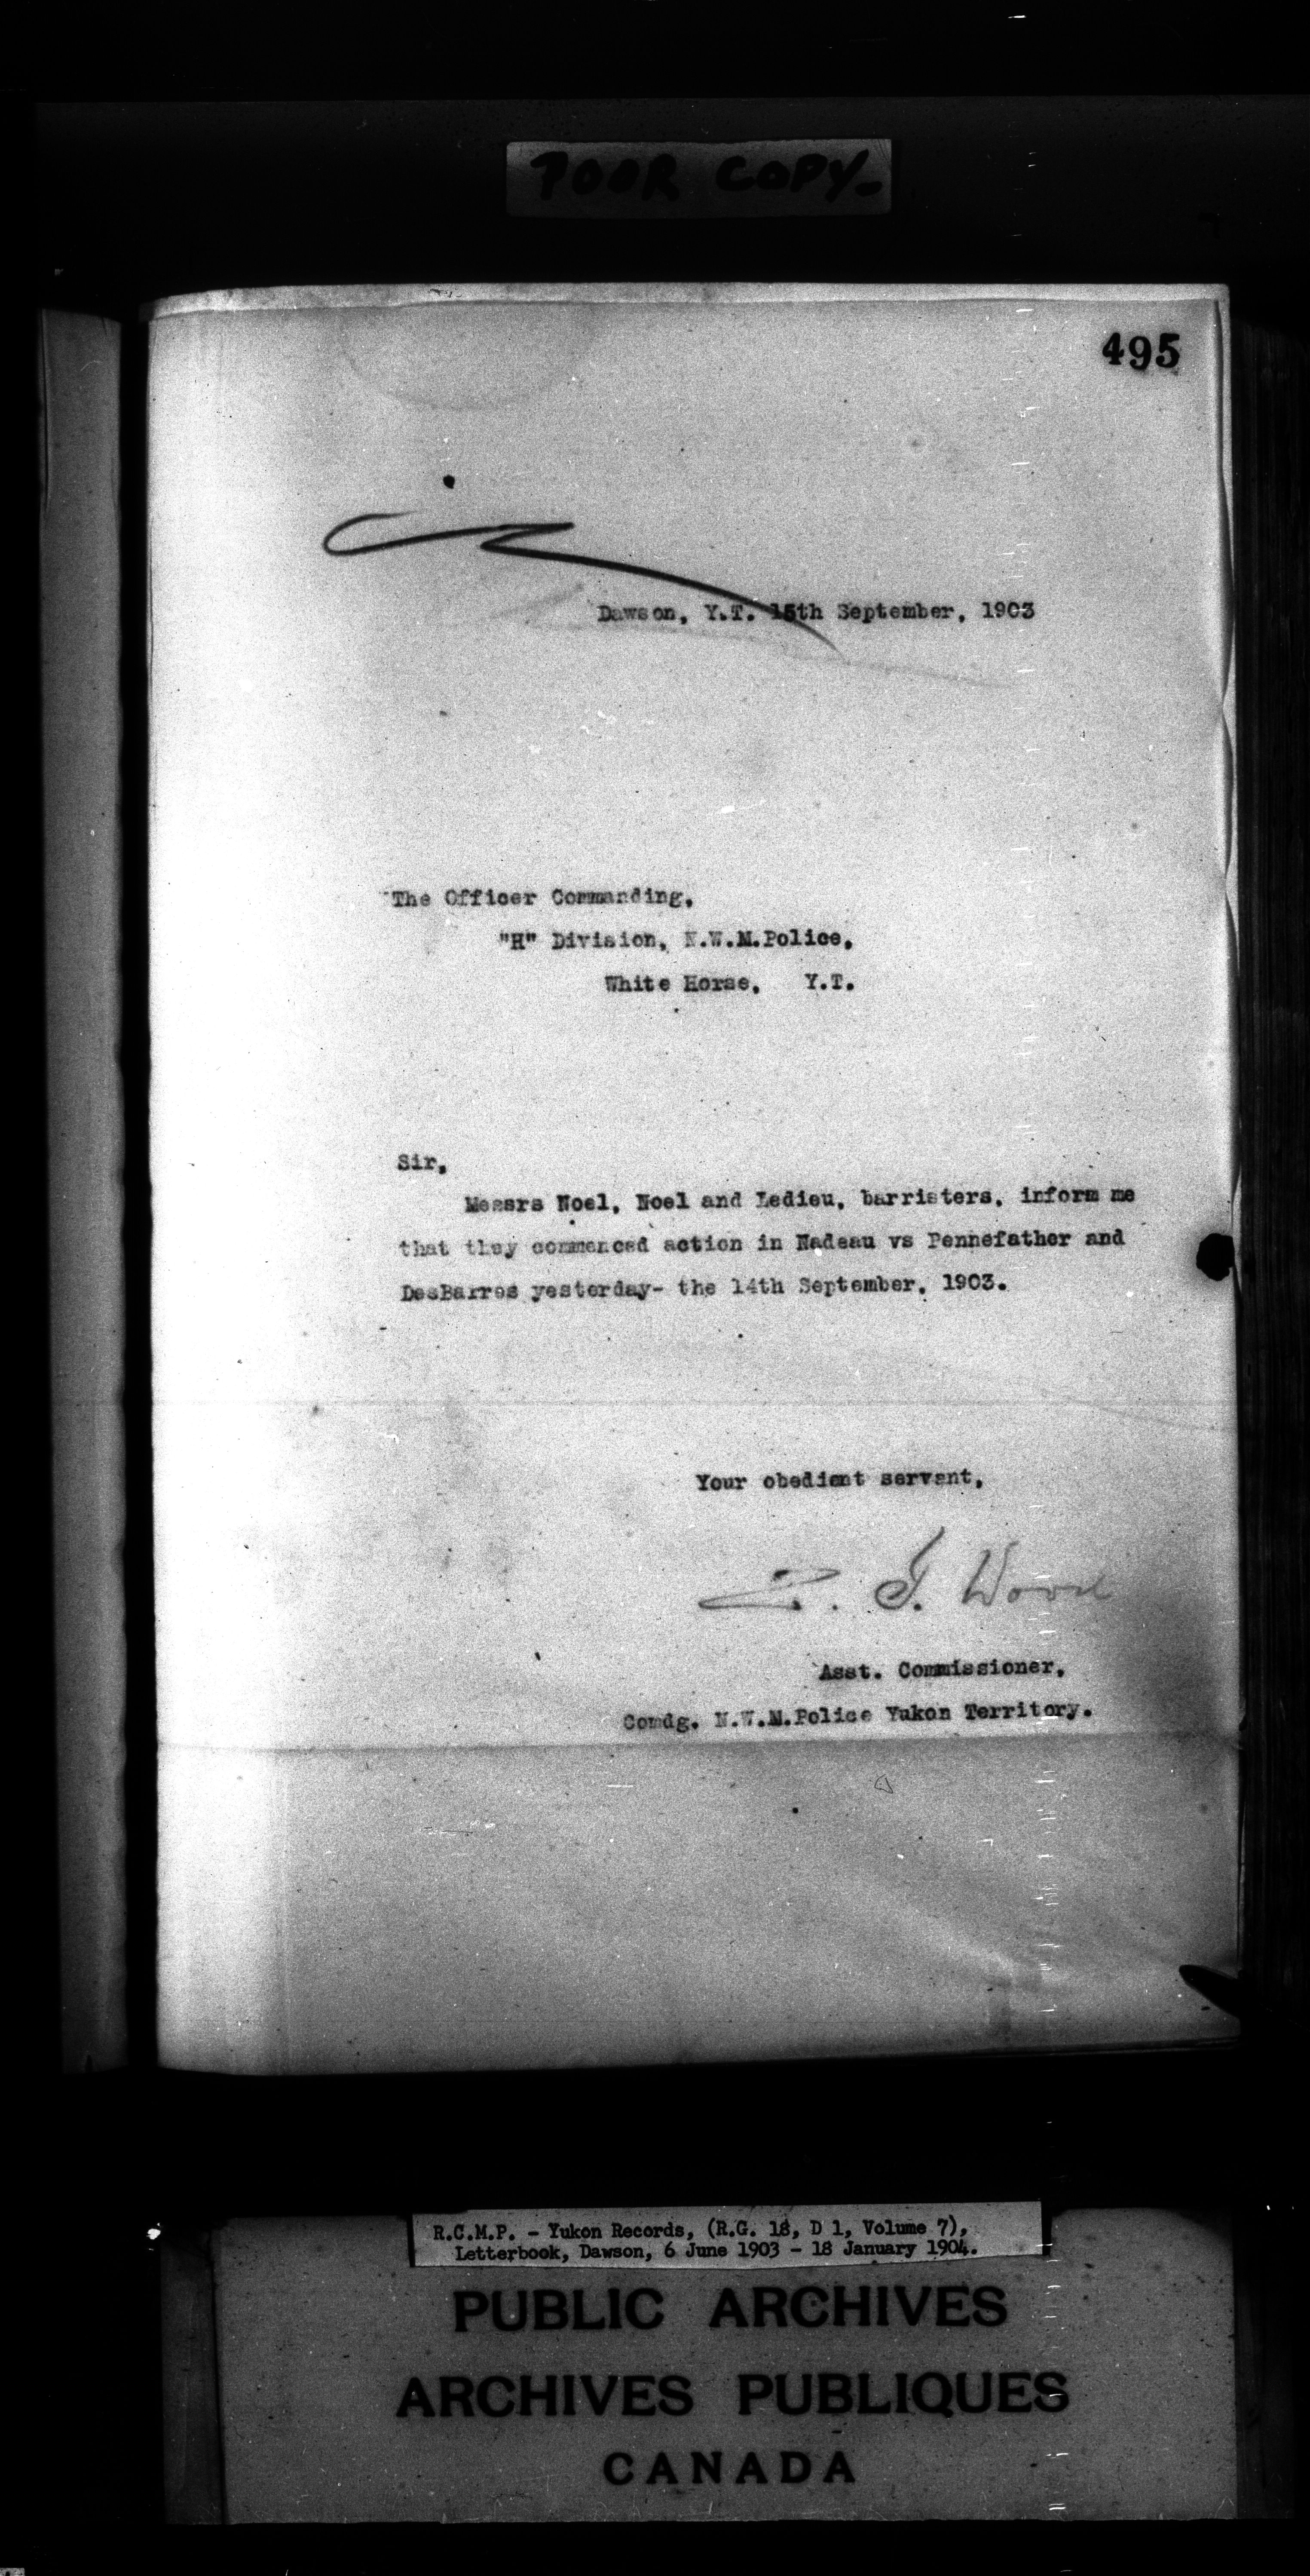 POOR COPY-
495
Dawson, Y.T. 15th September, 1903
The Officer Commanding,
"H" Division, N.W.M.Police,
White Horse, Y.T.
Sir,
Messrs Noel, Noel and Ledieu, barristers, inform me
that they commenced action in Nadeau vs Pennefather and
DesBarres yesterday- the 14th September, 1903.
Your obedient servant,
Z. T. Wood
Asst. Commissioner,
Comdg. N.W.M.Police Yukon Territory.
R.C.M.P. - Yukon Records, (R.G. 18, D 1, Volume 7),
Letterbook, Dawson, 6 June 1903 - 18 January 1904.
PUBLIC ARCHIVES
ARCHIVES PUBLIQUES
CANADA